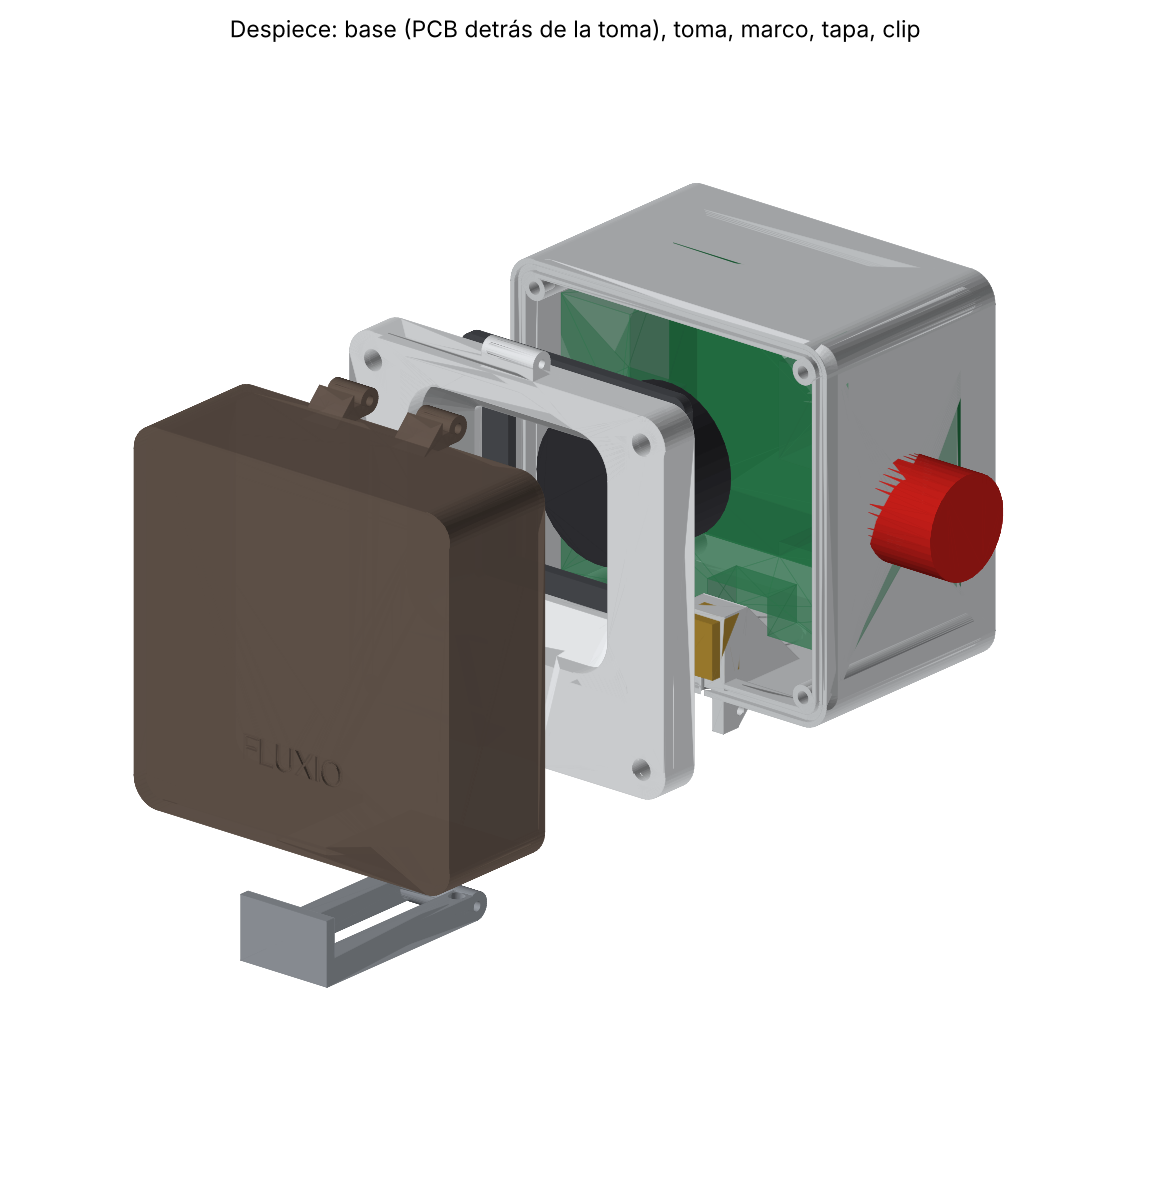 Despiece: base (PCB detrás de la toma), toma, marco, tapa, clip
FLUXIO